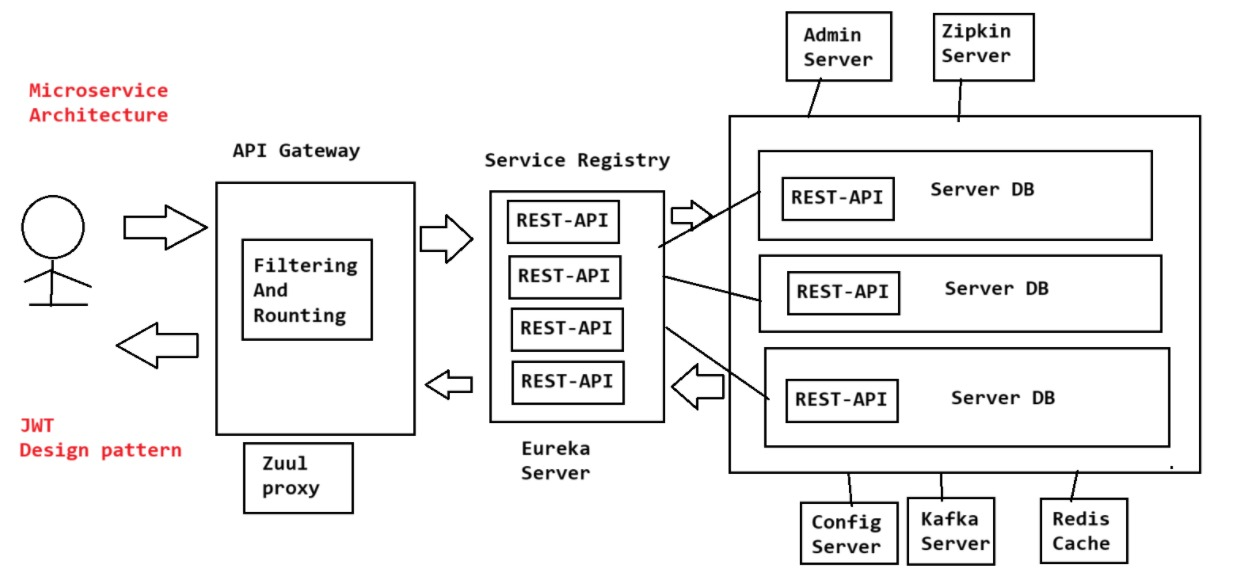 Admin
Server
Zipkin
Server
Microservice
Architecture
API Gateway
Service Registry
REST-API
REST-API
REST-API
REST-API
Filtering
And
Rounting
REST-API
Server DB
REST-API
Server DB
REST-API
Server DB
JWT
Design pattern
Zuul
proxy
Eureka
Server
Config
Server
Kafka
Server
Redis
Cache